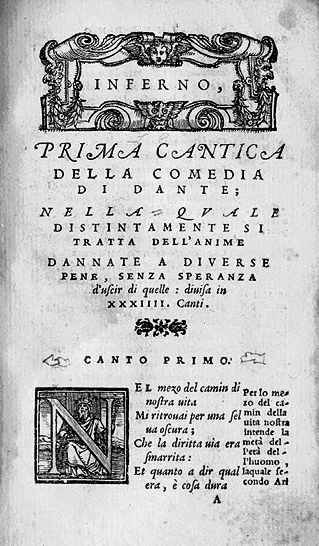 INFERNO,
PRIMA CANTICA
DELLA COMEDIA
DI DANTE;
NELLA QVALE
DISTINTAMENTE SI
TRATTA DELL'ANIME
DANNATE A DIVERSE
PENE, SENZA SPERANZA
d'uſcir di quelle : diuiſa in
XXXIIII. Canti.
CANTO PRIMO.
NEL mezo del camin di
noſtra uita
Mi ritrouai per una ſel
ua oſcura;
Che la diritta uia era
ſmarrita:
Et quanto a dir qual
era, è coſa dura
Per lo me
zo del ca-
min della
uita noſtra
intende la
metà del-
l'huomo,
laquale ſe-
condo Ari
A